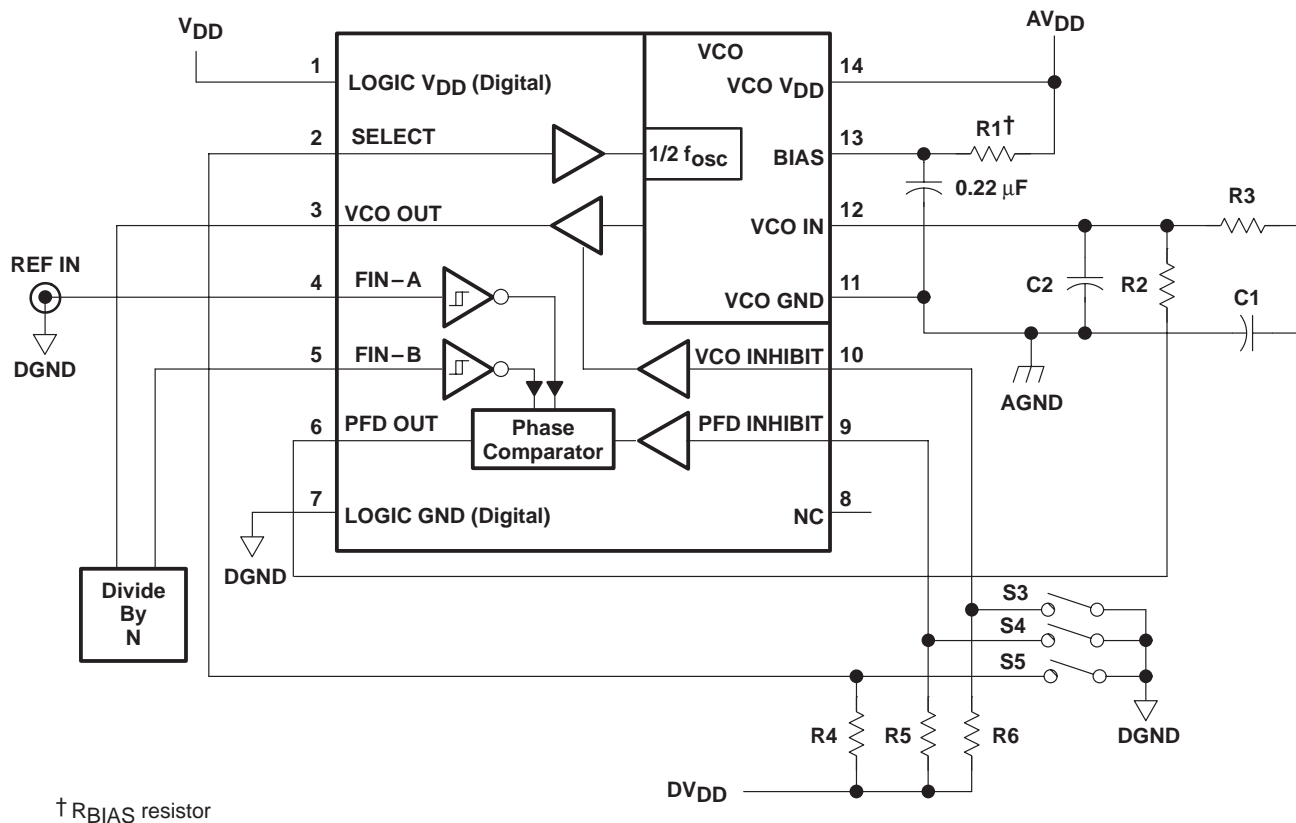 VDD
AVDD
VCO
1
LOGIC VDD (Digital)
VCO VDD
14
2
SELECT
1/2 fosc
BIAS
13
R1†
0.22 μF
3
VCO OUT
VCO IN
12
R3
REF IN
4
FIN–A
VCO GND
11
C2
R2
C1
DGND
5
FIN–B
VCO INHIBIT
10
AGND
6
PFD OUT
Phase
Comparator
PFD INHIBIT
9
7
LOGIC GND (Digital)
NC
8
DGND
Divide
By
N
S3
S4
S5
R4
R5
R6
DGND
DVDD
† RBIAS resistor